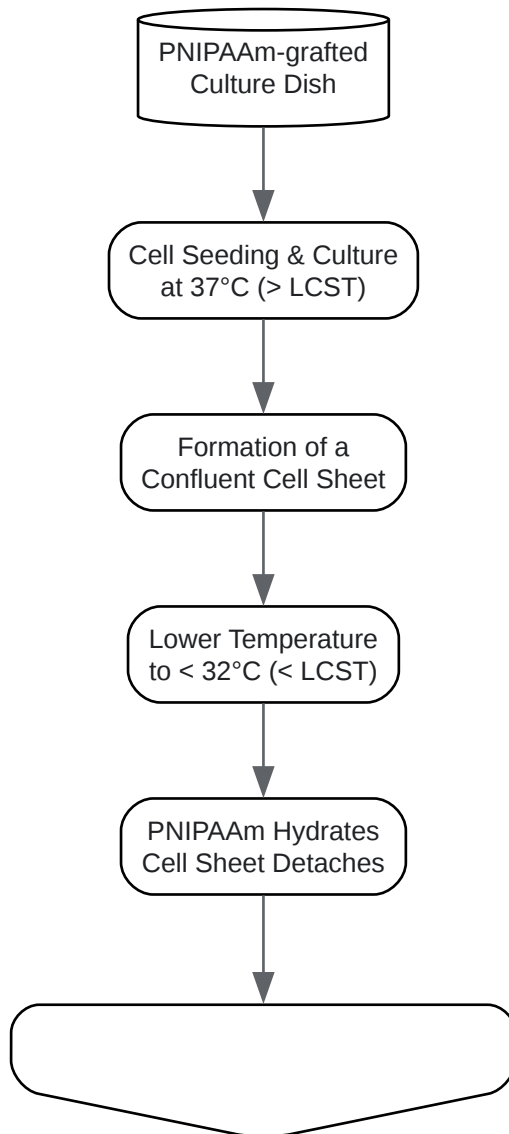 PNIPAAm-grafted
Culture Dish
Cell Seeding & Culture
at 37°C (> LCST)
Formation of a
Confluent Cell Sheet
Lower Temperature
to < 32°C (< LCST)
PNIPAAm Hydrates
Cell Sheet Detaches